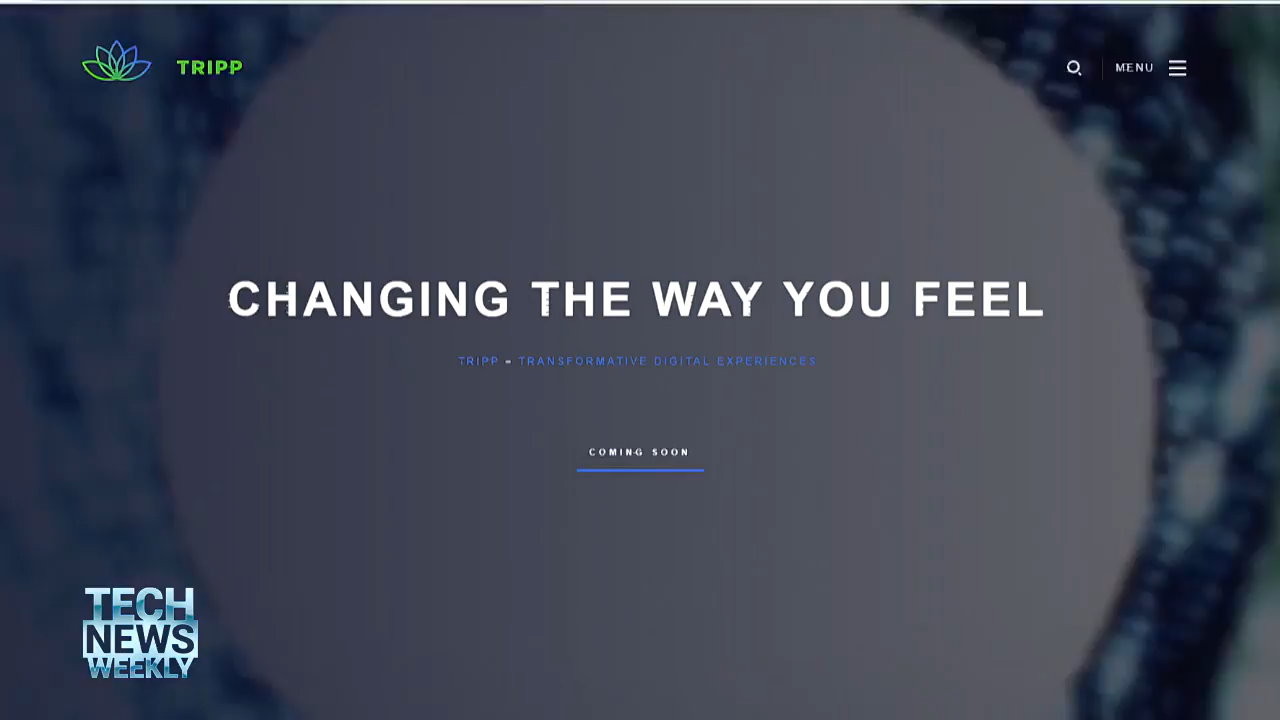 TRIPP
MENU
CHANGING THE WAY YOU FEEL
TRIPP – TRANSFORMATIVE DIGITAL EXPERIENCES
COMING SOON
TECH
NEWS
WEEKLY